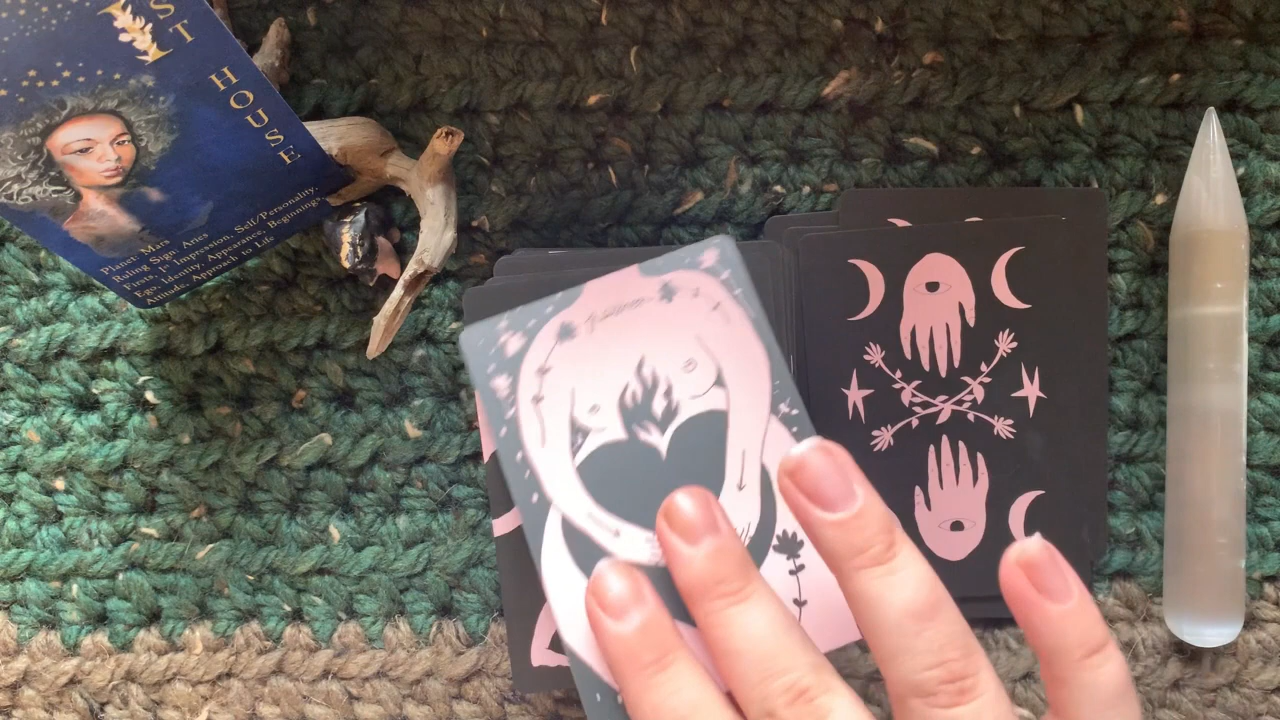 ST
HOUSE
Planet: Mars
Ruling Sign: Aries
First, 1st Impression, Self/Personality,
Ego, Identity, Appearance, Beginnings,
Attitude, Approach to Life